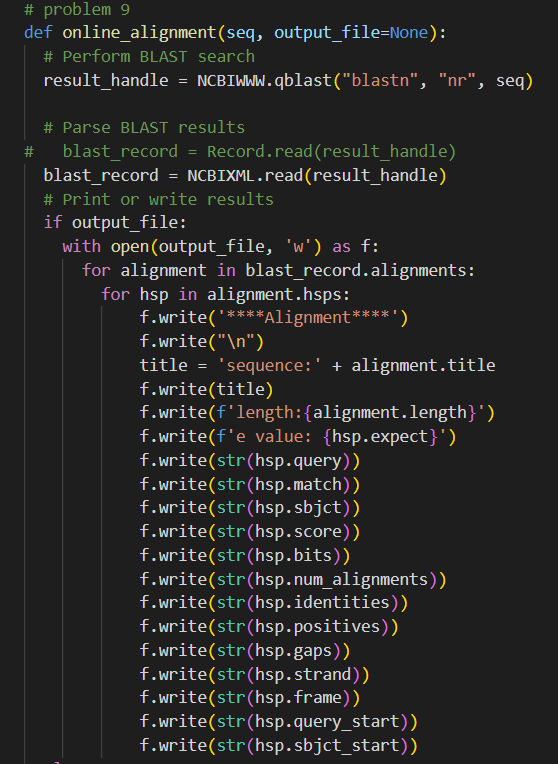 # problem 9
def online_alignment(seq, output_file=None):
# Perform BLAST search
result_handle = NCBIWWW.qblast("blastn", "nr", seq)
# Parse BLAST results
#   blast_record = Record.read(result_handle)
blast_record = NCBIXML.read(result_handle)
# Print or write results
if output_file:
with open(output_file, 'w') as f:
for alignment in blast_record.alignments:
for hsp in alignment.hsps:
f.write('****Alignment****')
f.write("\n")
title = 'sequence:' + alignment.title
f.write(title)
f.write(f'length:{alignment.length}')
f.write(f'e value: {hsp.expect}')
f.write(str(hsp.query))
f.write(str(hsp.match))
f.write(str(hsp.sbjct))
f.write(str(hsp.score))
f.write(str(hsp.bits))
f.write(str(hsp.num_alignments))
f.write(str(hsp.identities))
f.write(str(hsp.positives))
f.write(str(hsp.gaps))
f.write(str(hsp.strand))
f.write(str(hsp.frame))
f.write(str(hsp.query_start))
f.write(str(hsp.sbjct_start))